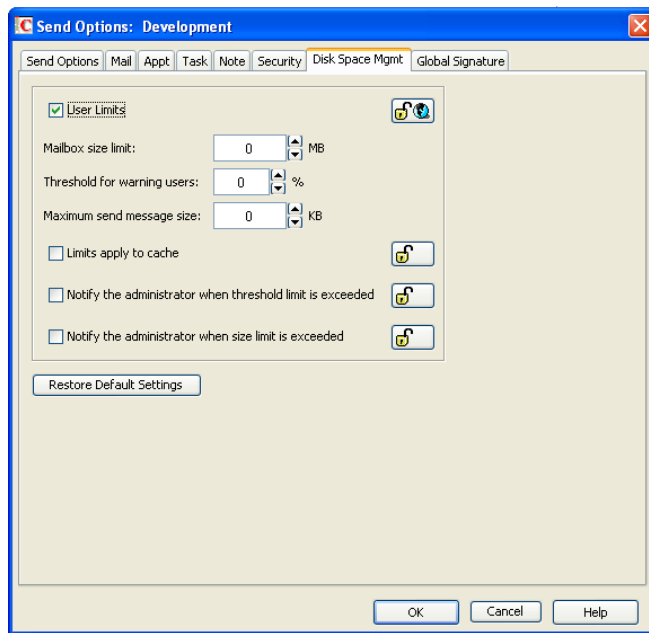 Send Options: Development
Send Options Mail Appt Task Note Security Disk Space Mgmt Global Signature
User Limits
Mailbox size limit: 0 MB
Threshold for warning users: 0 %
Maximum send message size: 0 KB
Limits apply to cache
Notify the administrator when threshold limit is exceeded
Notify the administrator when size limit is exceeded
Restore Default Settings
OK Cancel Help